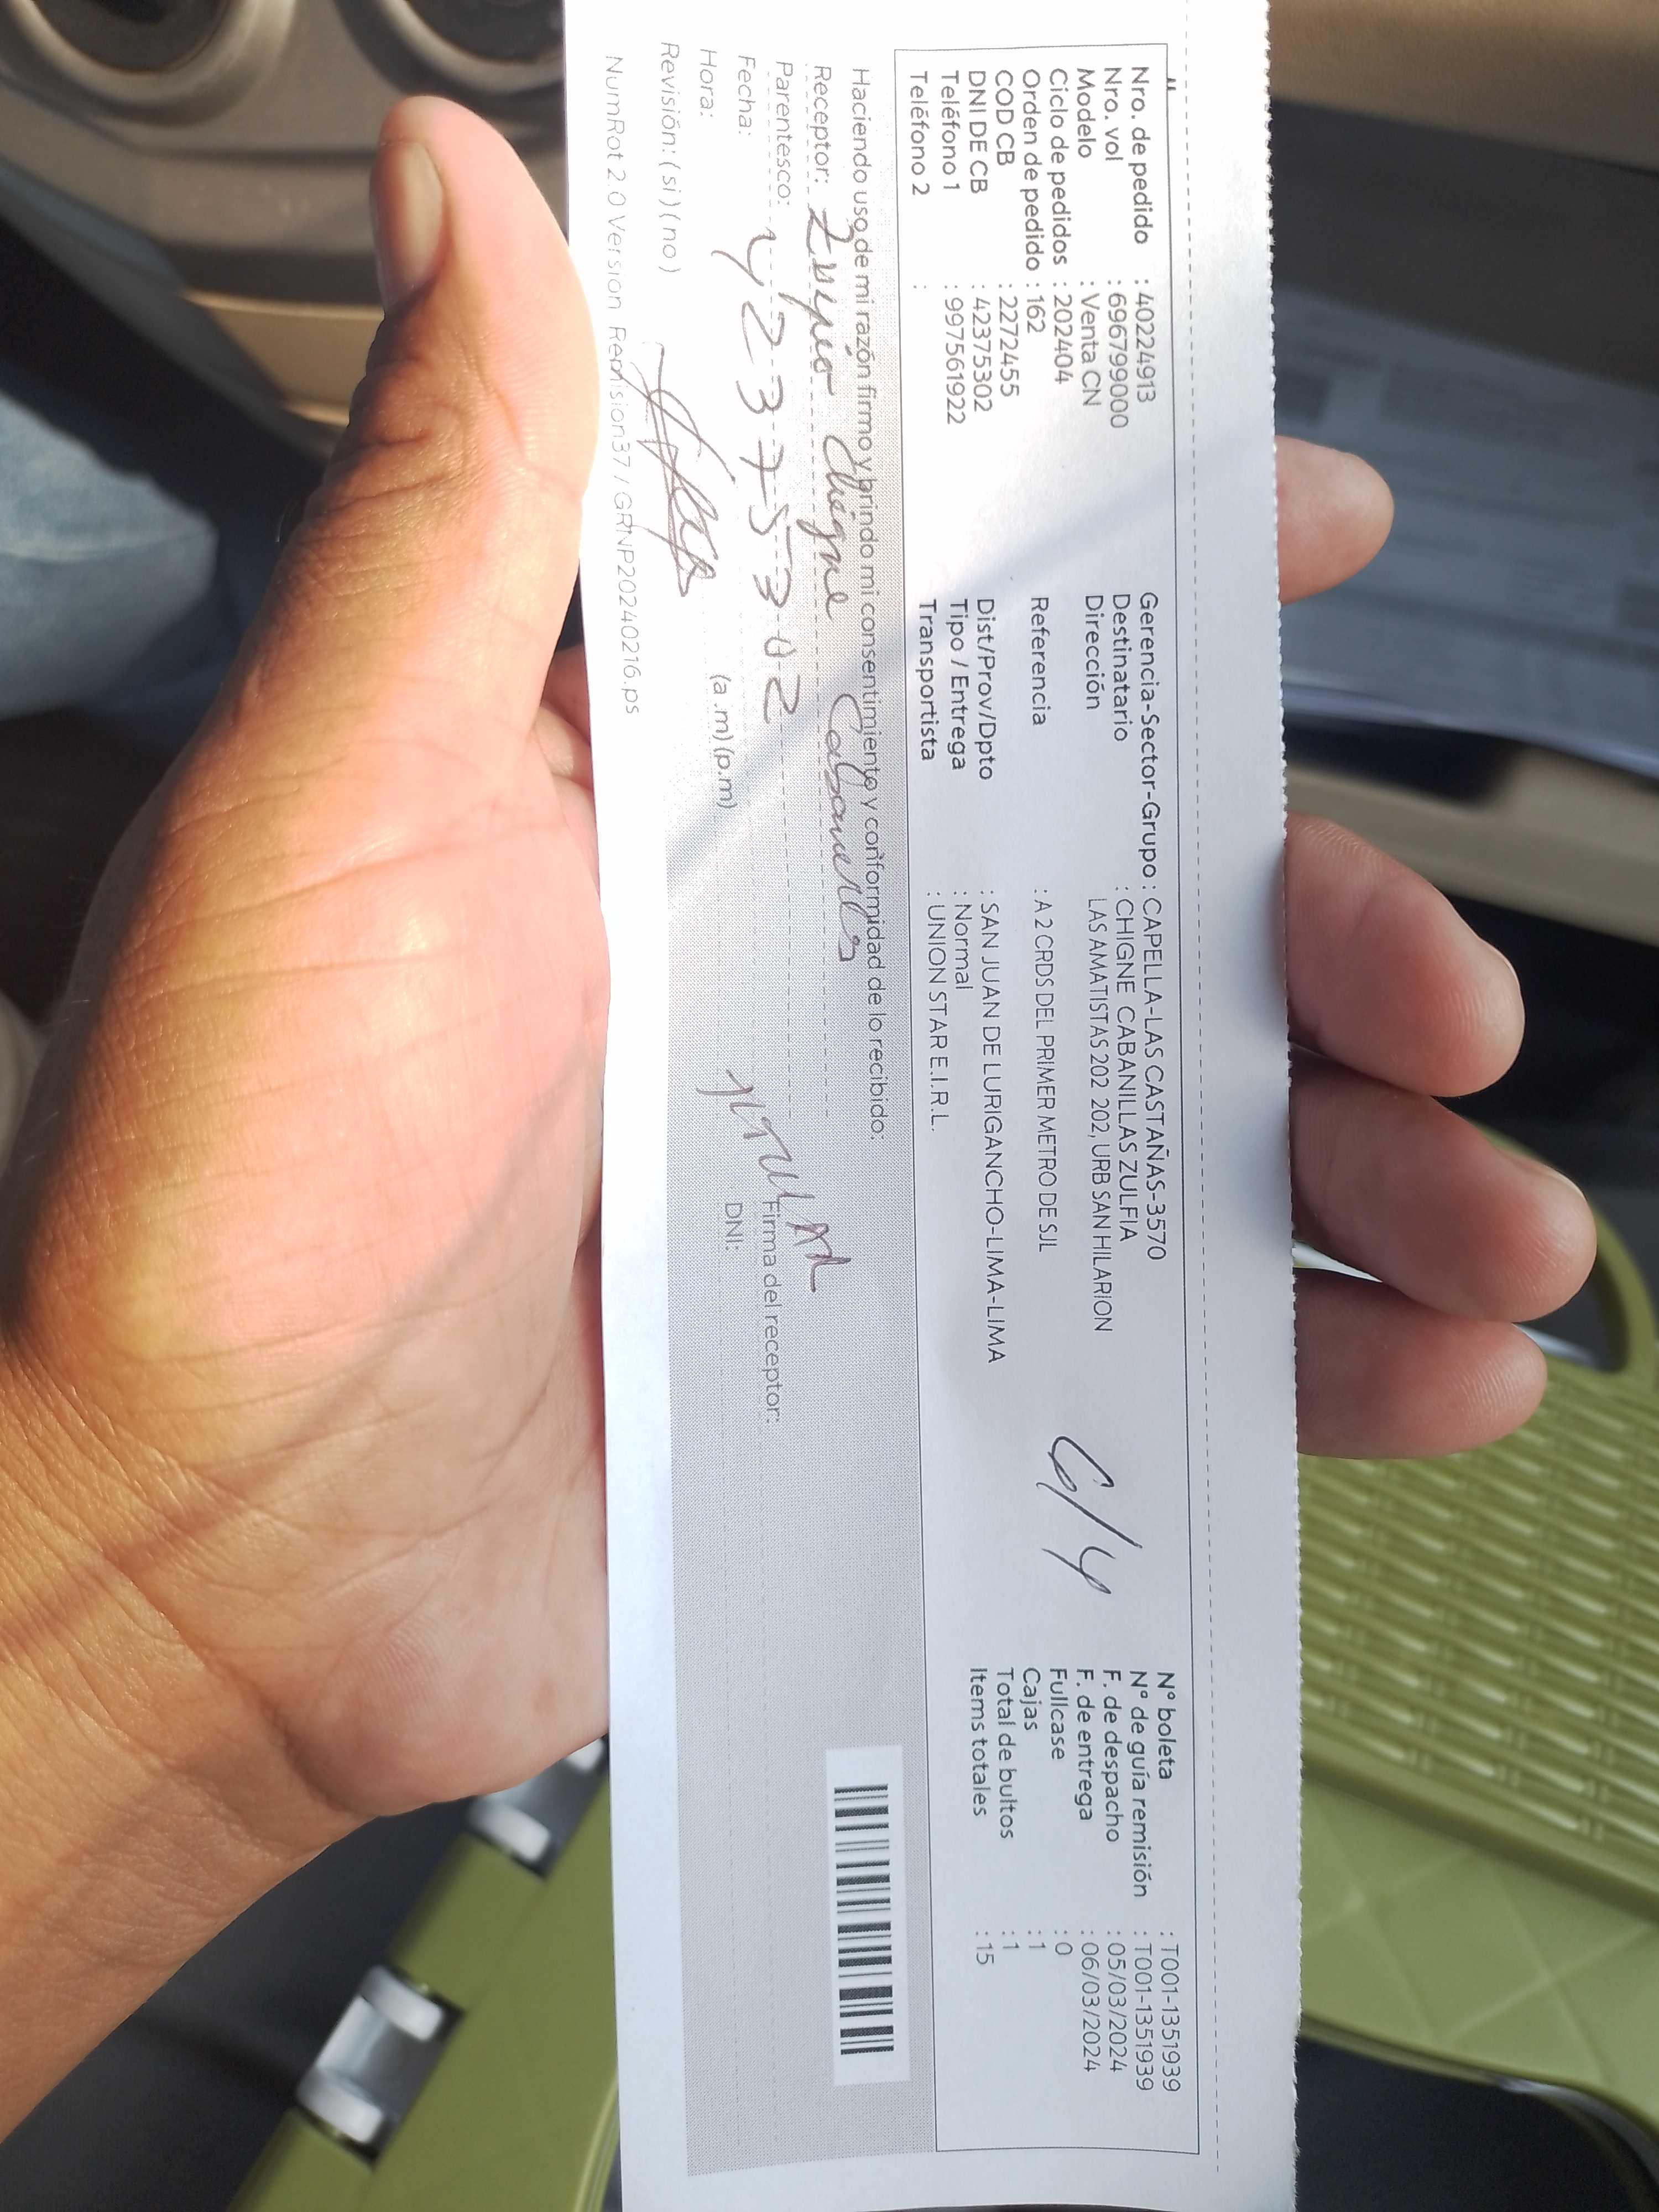 Nro. de pedido : 40224913
Nro. vol : 696799000
Modelo : Venta CN
Ciclo de pedidos : 202404
Orden de pedido : 162
COD CB : 2272455
DNI DE CB : 42375302
Teléfono 1 : 997561922
Teléfono 2 :
Gerencia-Sector-Grupo : CAPELLA-LAS CASTAÑAS-3570
Destinatario : CHIGNE CABANILLAS ZULFIA
Dirección LAS AMATISTAS 202 202, URB SAN HILARION
Referencia : A 2 CRDS DEL PRIMER METRO DE SJL
Dist/Prov/Dpto : SAN JUAN DE LURIGANCHO-LIMA-LIMA
Tipo / Entrega : Normal
Transportista : UNION STAR E.I.R.L.
N° boleta : T001-1351939
N° de guía remisión : T001-1351939
F. de despacho : 05/03/2024
F. de entrega : 06/03/2024
Fullcase : 0
Cajas : 1
Total de bultos : 1
Items totales : 15
Haciendo uso de mi razón firmo y brindo mi consentimiento y conformidad de lo recibido:
Receptor: Chigne
Parentesco: 42375302
Fecha:
Hora: (a .m) (p.m)
Revisión: ( si ) ( no )
Firma del receptor:
DNI:
NumRot 2.0 Version Remision37 / GRNP20240216.ps